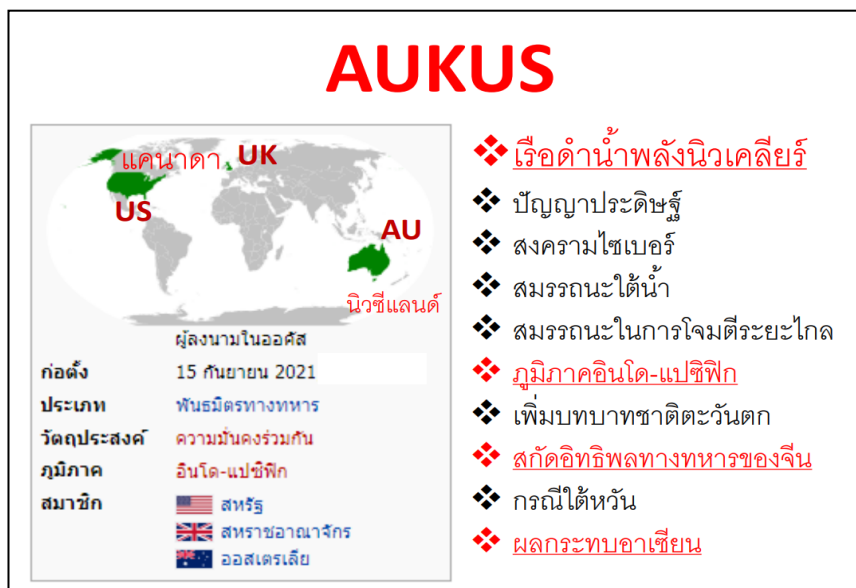 AUKUS
แคนาดา
UK
US
AU
นิวซีแลนด์
ผู้ลงนามในออคัส
ก่อตั้ง 15 กันยายน 2021
ประเภท พันธมิตรทางทหาร
วัตถุประสงค์ ความมั่นคงร่วมกัน
ภูมิภาค อินโด-แปซิฟิก
สมาชิก สหรัฐ
สหราชอาณาจักร
ออสเตรเลีย
❖ เรือดำน้ำพลังนิวเคลียร์
❖ ปัญญาประดิษฐ์
❖ สงครามไซเบอร์
❖ สมรรถนะใต้น้ำ
❖ สมรรถนะในการโจมตีระยะไกล
❖ ภูมิภาคอินโด-แปซิฟิก
❖ เพิ่มบทบาทชาติตะวันตก
❖ สกัดอิทธิพลทางทหารของจีน
❖ กรณีใต้หวัน
❖ ผลกระทบอาเซียน